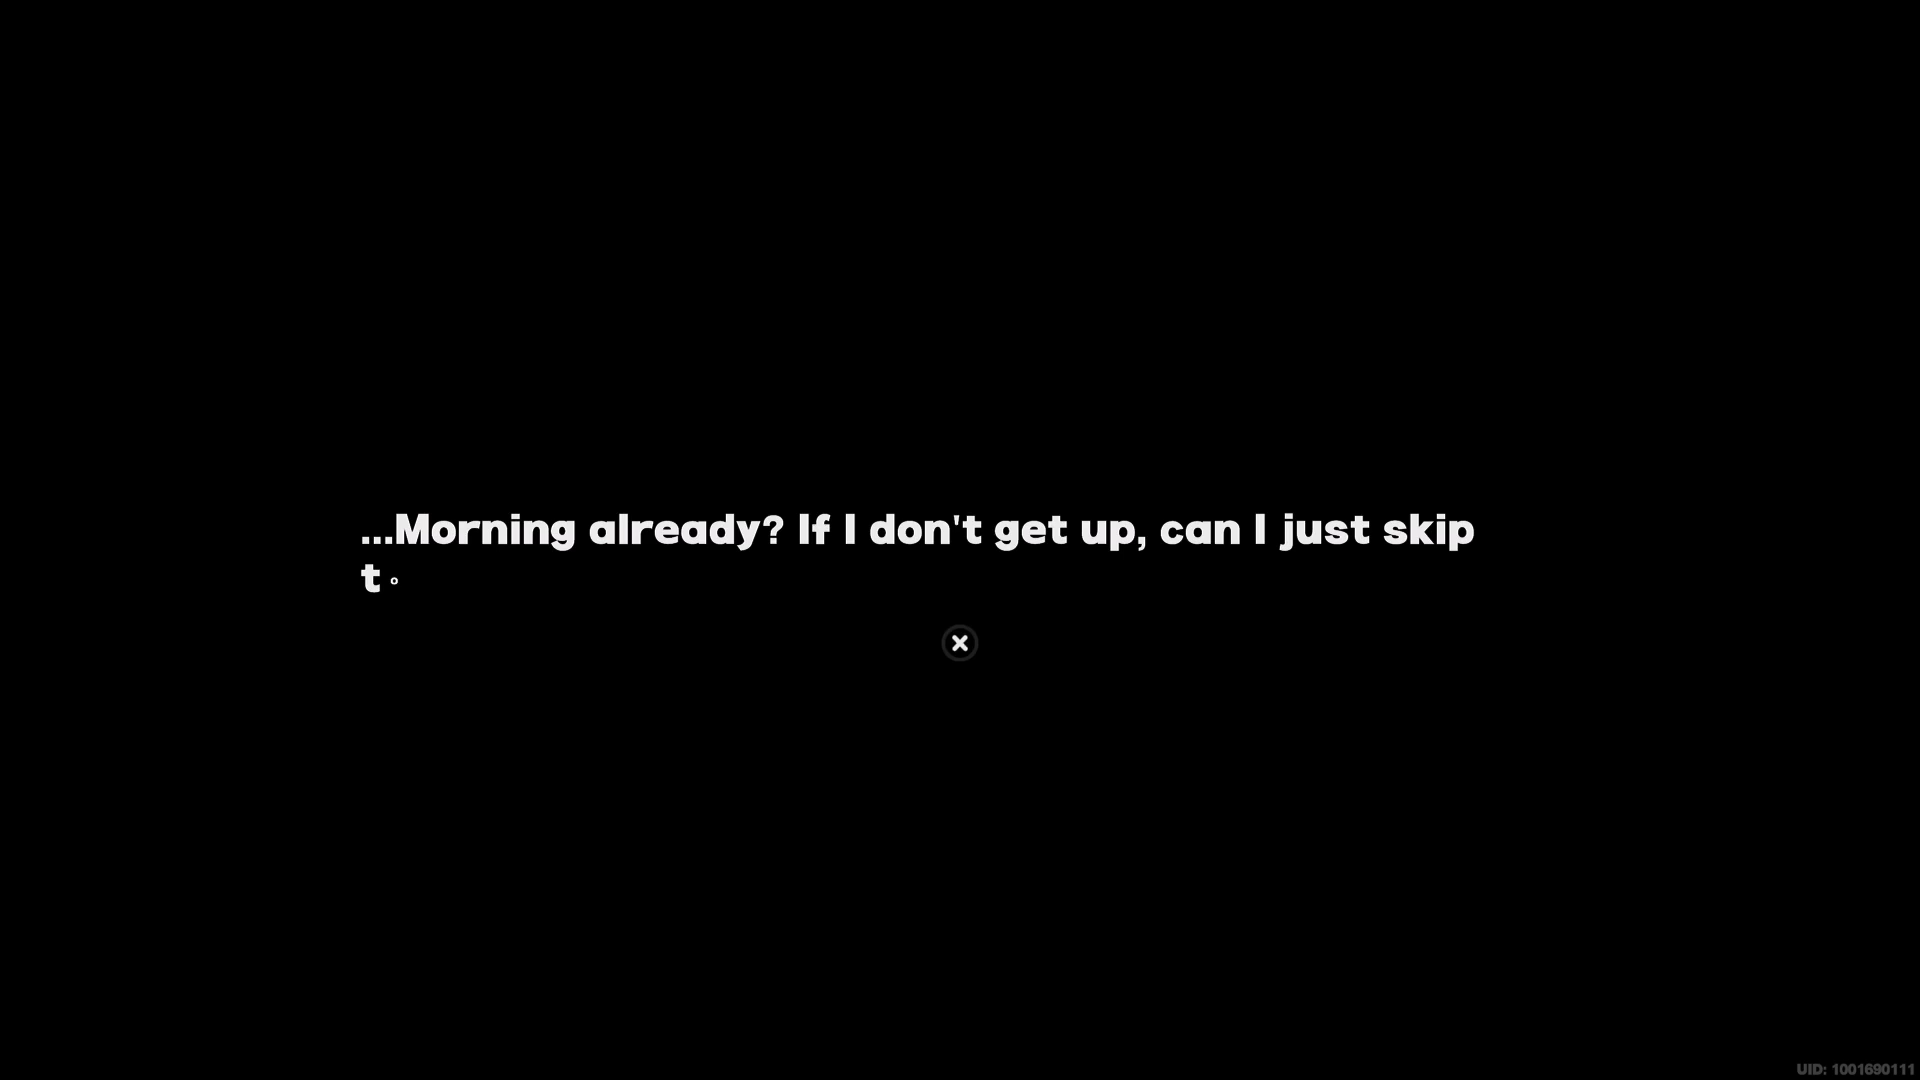 ...Morning already? If I don't get up, can I just skip
t。
UID: 1001690111